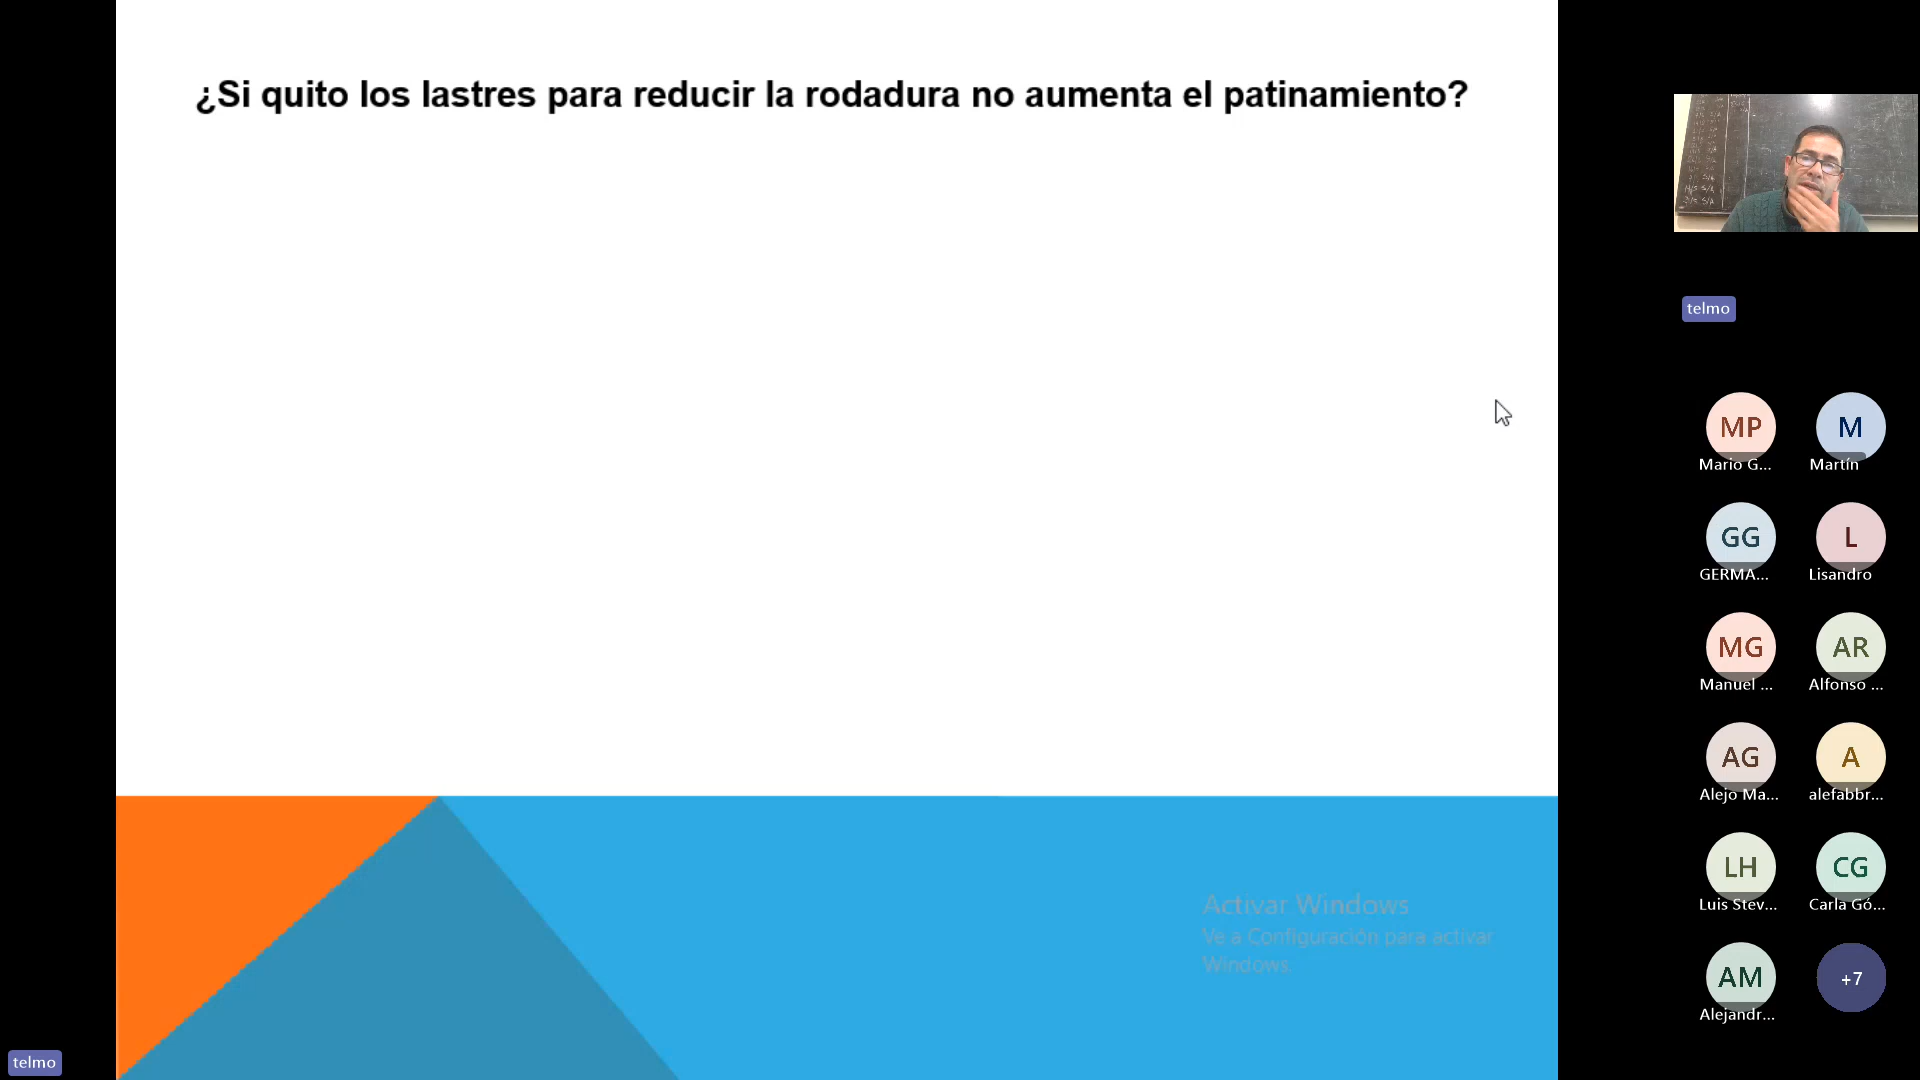 ¿Si quito los lastres para reducir la rodadura no aumenta el patinamiento?
telmo
MP
M
Mario G...
Martín
GG
L
GERMA...
Lisandro
MG
AR
Manuel ...
Alfonso ...
AG
A
Alejo Ma...
alefabbr...
LH
CG
Luis Stev...
Carla Gó...
AM
+7
Alejandr...
Activar Windows
Ve a Configuración para activar
Windows.
telmo